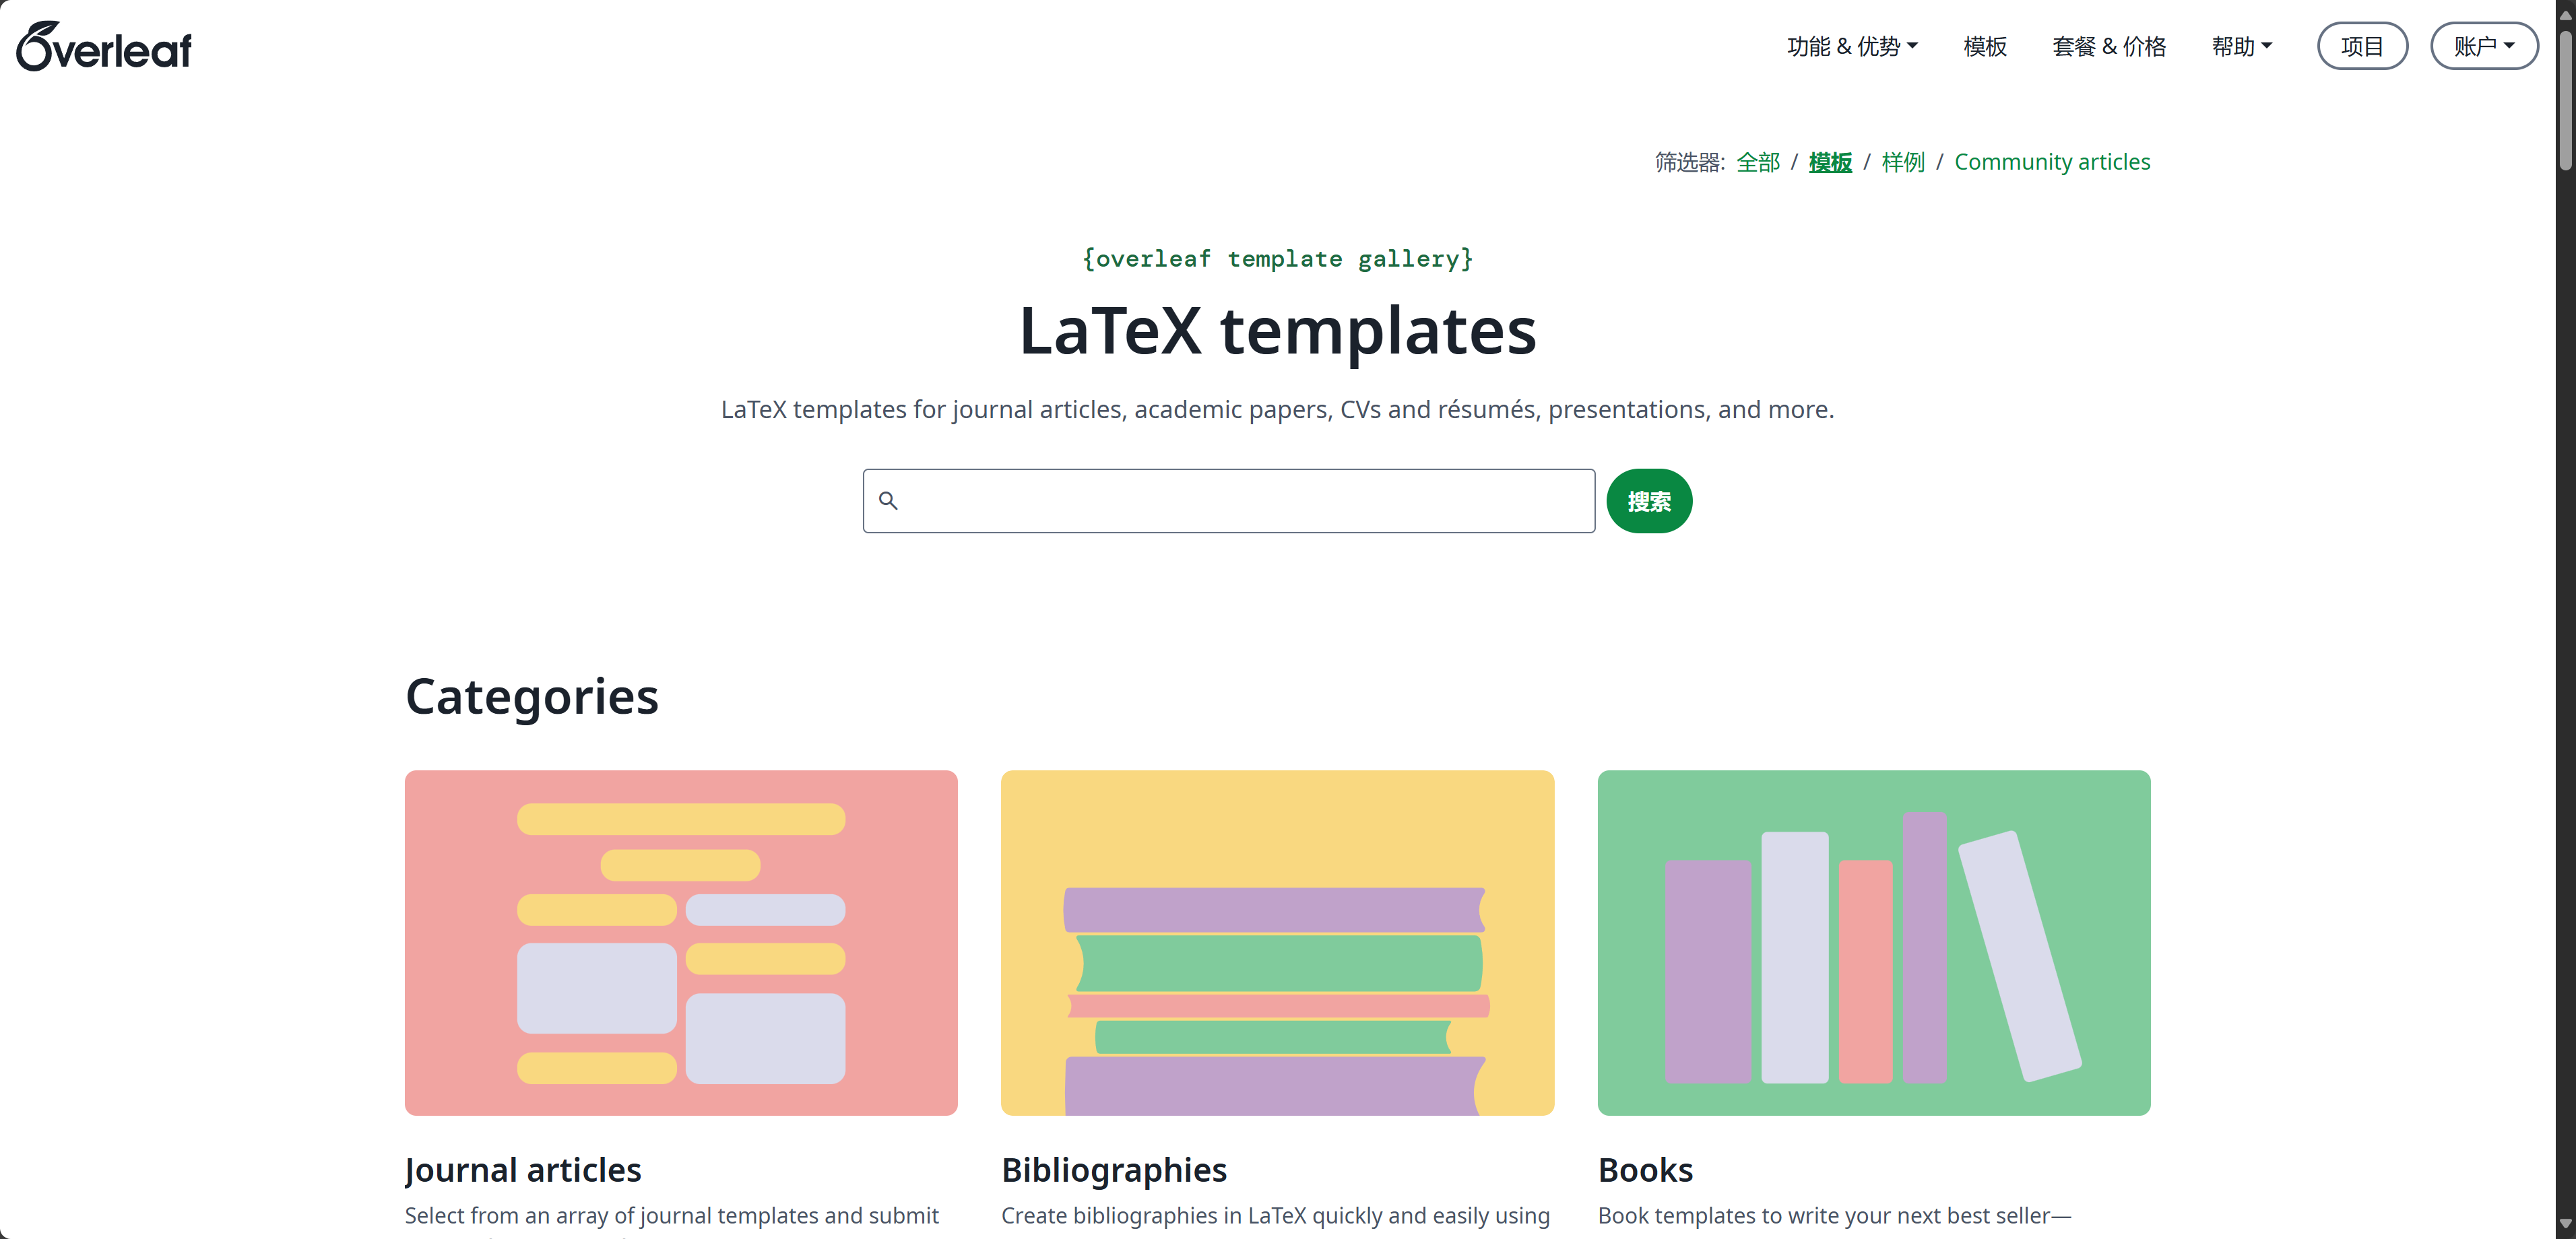 Overleaf
功能 & 优势 模板 套餐 & 价格 帮助 项目 账户
筛选器: 全部 / 模板 / 样例 / Community articles
{overleaf template gallery}
LaTeX templates
LaTeX templates for journal articles, academic papers, CVs and résumés, presentations, and more.
搜索
Categories
Journal articles
Select from an array of journal templates and submit
Bibliographies
Create bibliographies in LaTeX quickly and easily using
Books
Book templates to write your next best seller—